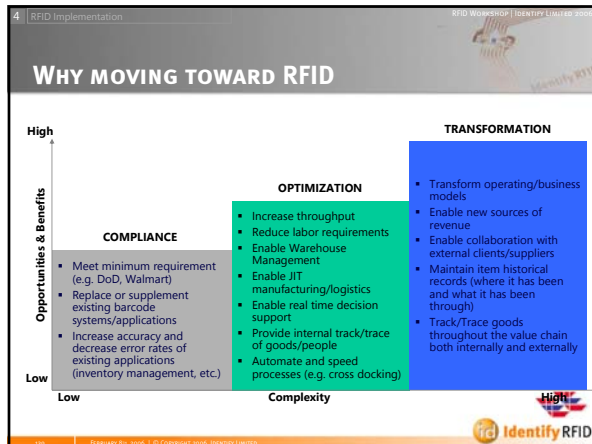 4 RFID Implementation
RFID WORKSHOP | IDENTIFY LIMITED 2006
WHY MOVING TOWARD RFID
High
Opportunities & Benefits
Low
COMPLIANCE
▪ Meet minimum requirement
(e.g. DoD, Walmart)
▪ Replace or supplement
existing barcode
systems/applications
▪ Increase accuracy and
decrease error rates of
existing applications
(inventory management, etc.)
OPTIMIZATION
▪ Increase throughput
▪ Reduce labor requirements
▪ Enable Warehouse
Management
▪ Enable JIT
manufacturing/logistics
▪ Enable real time decision
support
▪ Provide internal track/trace
of goods/people
▪ Automate and speed
processes (e.g. cross docking)
TRANSFORMATION
▪ Transform operating/business
models
▪ Enable new sources of
revenue
▪ Enable collaboration with
external clients/suppliers
▪ Maintain item historical
records (where it has been
and what it has been
through)
▪ Track/Trace goods
throughout the value chain
both internally and externally
Low
Complexity
High
id Identify RFID
2006 | © COPYRIGHT 2006, IDENTIFY LIMITED